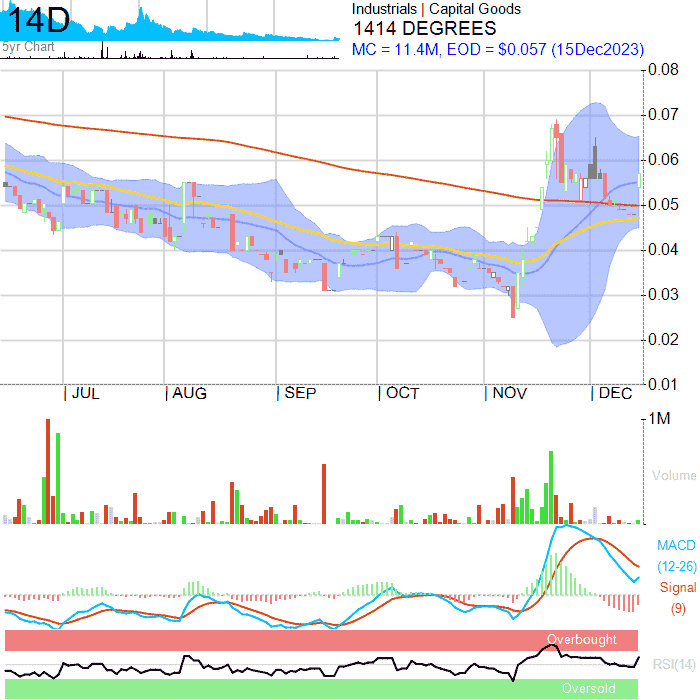 14D
5yr Chart
Industrials | Capital Goods
1414 DEGREES
MC = 11.4M, EOD = $0.057 (15Dec2023)
0.08
0.07
0.06
0.05
0.04
0.03
0.02
0.01
JUL AUG SEP OCT NOV DEC
1M
Volume
MACD
(12-26)
Signal
(9)
Overbought
RSI(14)
Oversold